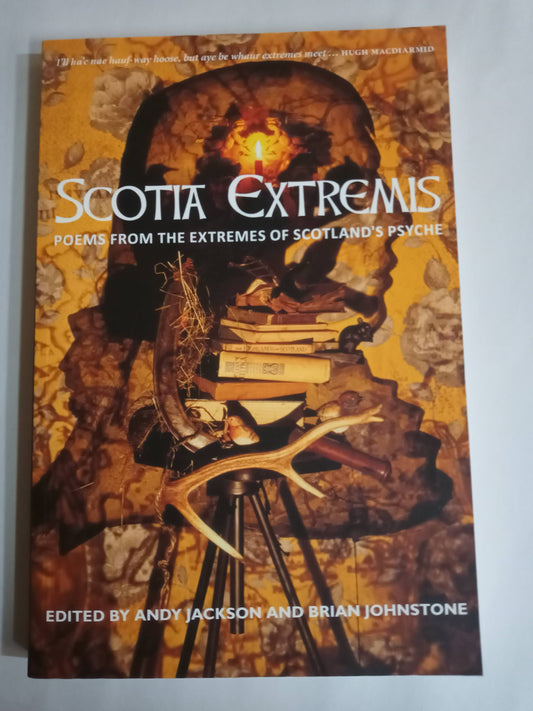 I'll ha'e nae hauf-way hoose, but aye be whaur extremes meet... HUGH MACDIARMID
SCOTIA EXTREMIS
POEMS FROM THE EXTREMES OF SCOTLAND'S PSYCHE
EDITED BY ANDY JACKSON AND BRIAN JOHNSTONE